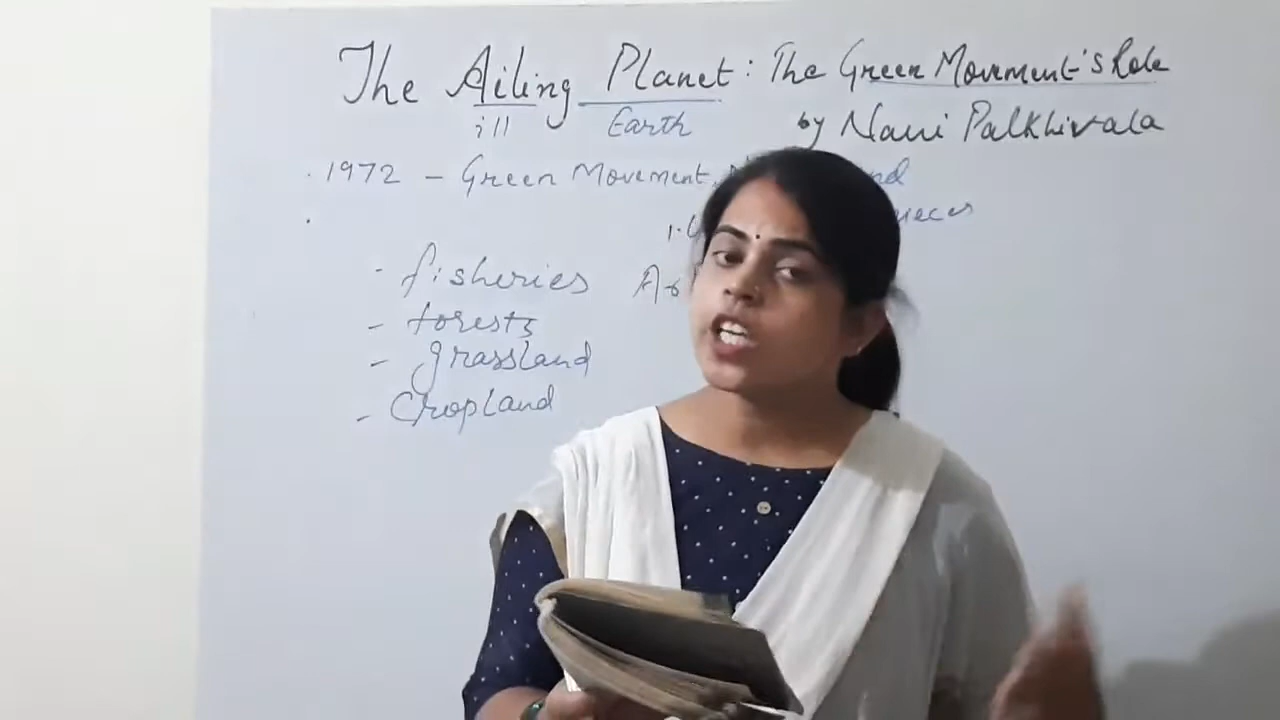 The Ailing Planet: The Green Movement's Role
ill Earth by Nani Palkhivala
. 1972 - Green Movement,
.
- fisheries
- forests
- grassland
- cropland